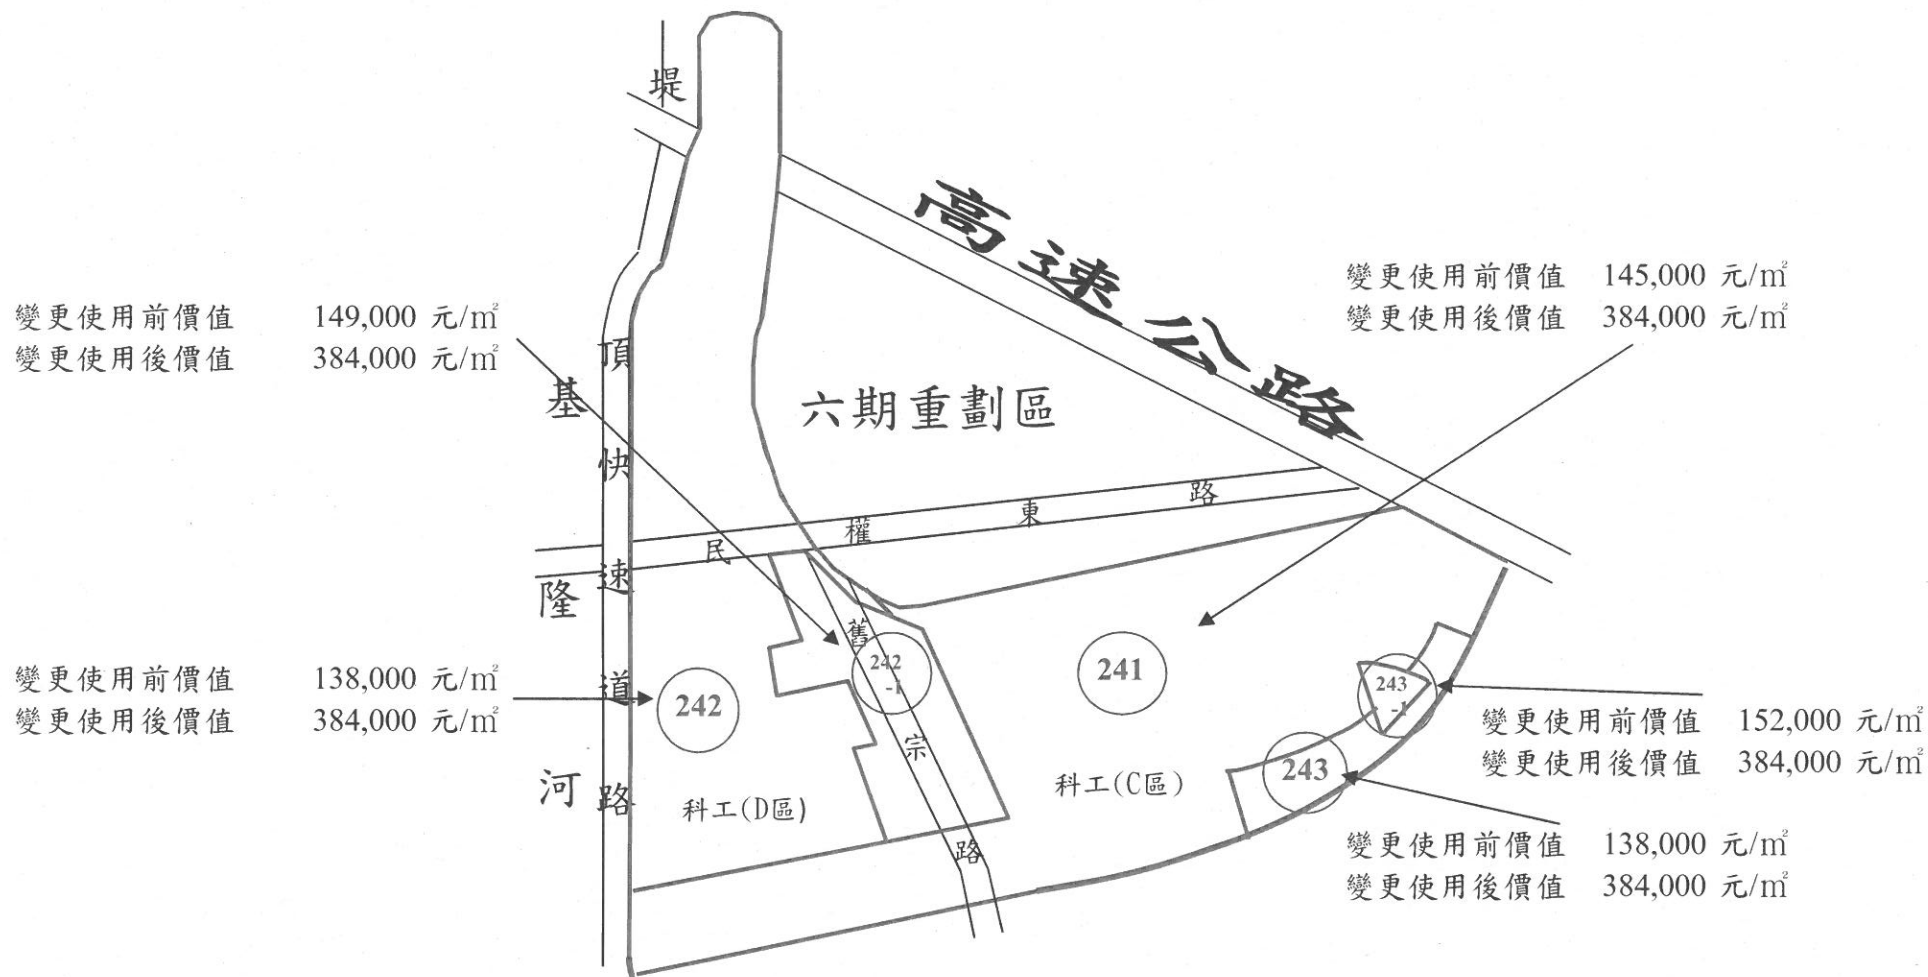 堤頂快速道路
高速公路
變更使用前價值 145,000 元/㎡
變更使用後價值 384,000 元/㎡
變更使用前價值 149,000 元/㎡
變更使用後價值 384,000 元/㎡
基隆河
六期重劃區
民權東路
舊宗路
242
-1
241
變更使用前價值 138,000 元/㎡
變更使用後價值 384,000 元/㎡
242
243
-1
變更使用前價值 152,000 元/㎡
變更使用後價值 384,000 元/㎡
243
科工(C區)
科工(D區)
變更使用前價值 138,000 元/㎡
變更使用後價值 384,000 元/㎡